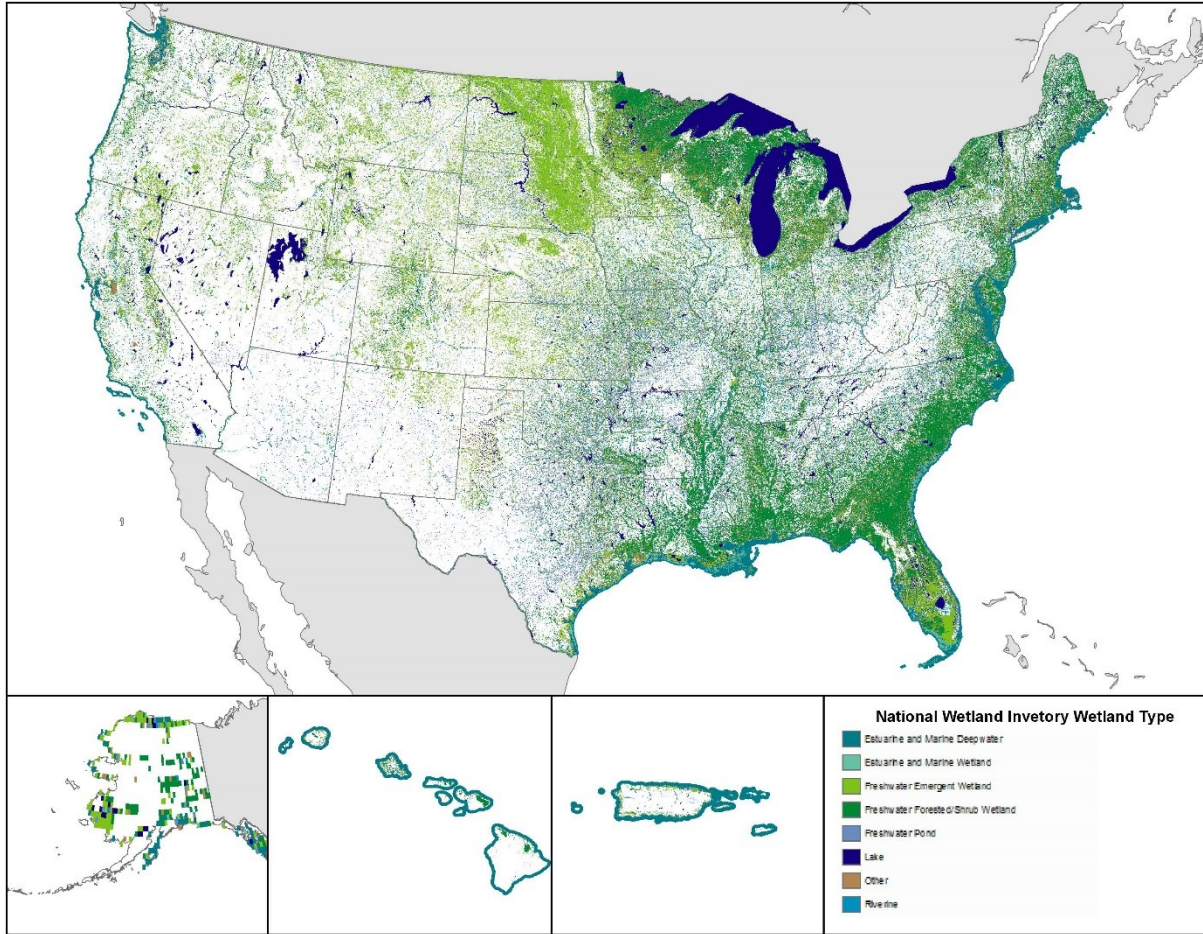 National Wetland Invetory Wetland Type
Estuarine and Marine Deepwater
Estuarine and Marine Wetland
Freshwater Emergent Wetland
Freshwater Forested/Shrub Wetland
Freshwater Pond
Lake
Other
Riverine